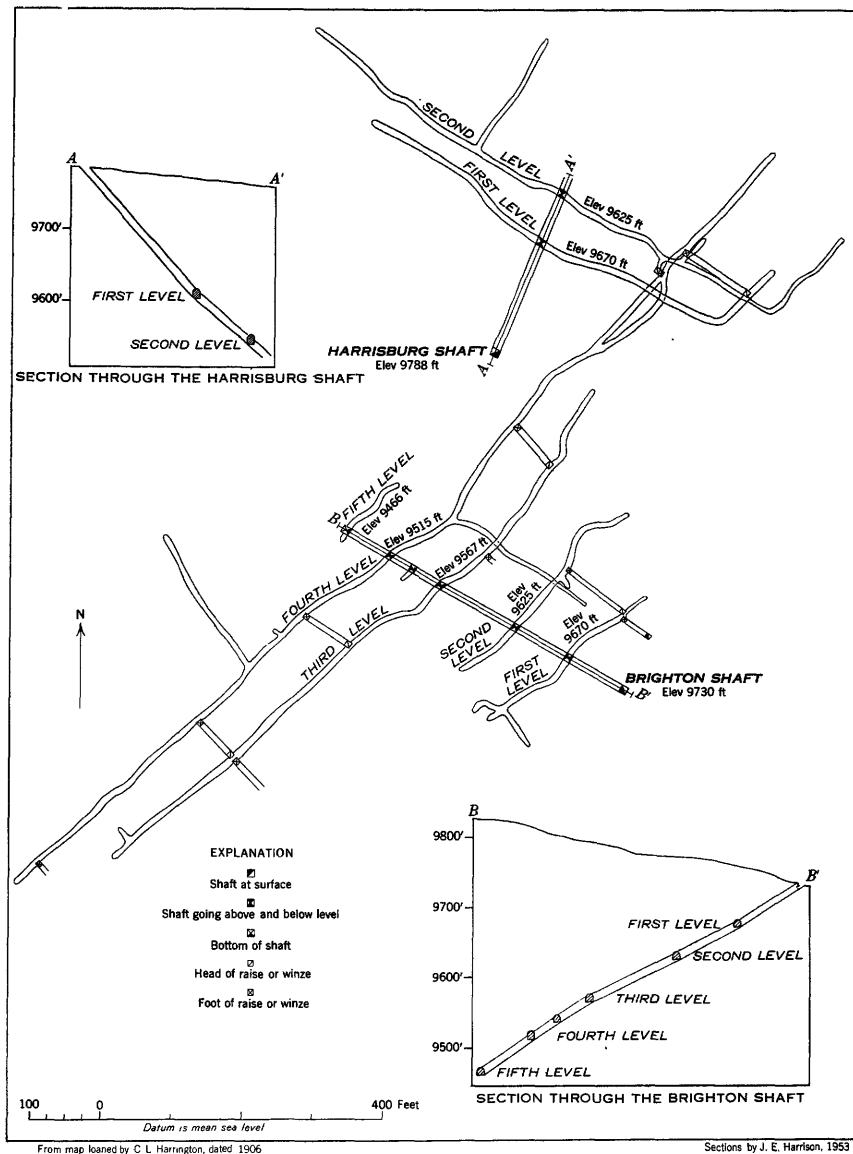 SECOND
LEVEL
A'
Elev 9625 ft
FIRST
LEVEL
Elev 9670 ft
HARRISBURG SHAFT
Elev 9788 ft
A
A
A'
9700'
9600'
FIRST LEVEL
SECOND LEVEL
SECTION THROUGH THE HARRISBURG SHAFT
FIFTH LEVEL
Elev 9466 ft
B
Elev 9515 ft
FOURTH LEVEL
Elev 9567 ft
THIRD
LEVEL
Elev
9625 ft
SECOND
LEVEL
Elev
9670 ft
FIRST
LEVEL
BRIGHTON SHAFT
Elev 9730 ft
B'
N
EXPLANATION
Shaft at surface
Shaft going above and below level
Bottom of shaft
Head of raise or winze
Foot of raise or winze
B
B'
9800'
9700'
9600'
9500'
FIRST LEVEL
SECOND LEVEL
THIRD LEVEL
FOURTH LEVEL
FIFTH LEVEL
SECTION THROUGH THE BRIGHTON SHAFT
100 0 400 Feet
Datum is mean sea level
From map loaned by C L Harrington, dated 1906
Sections by J. E. Harrison, 1953